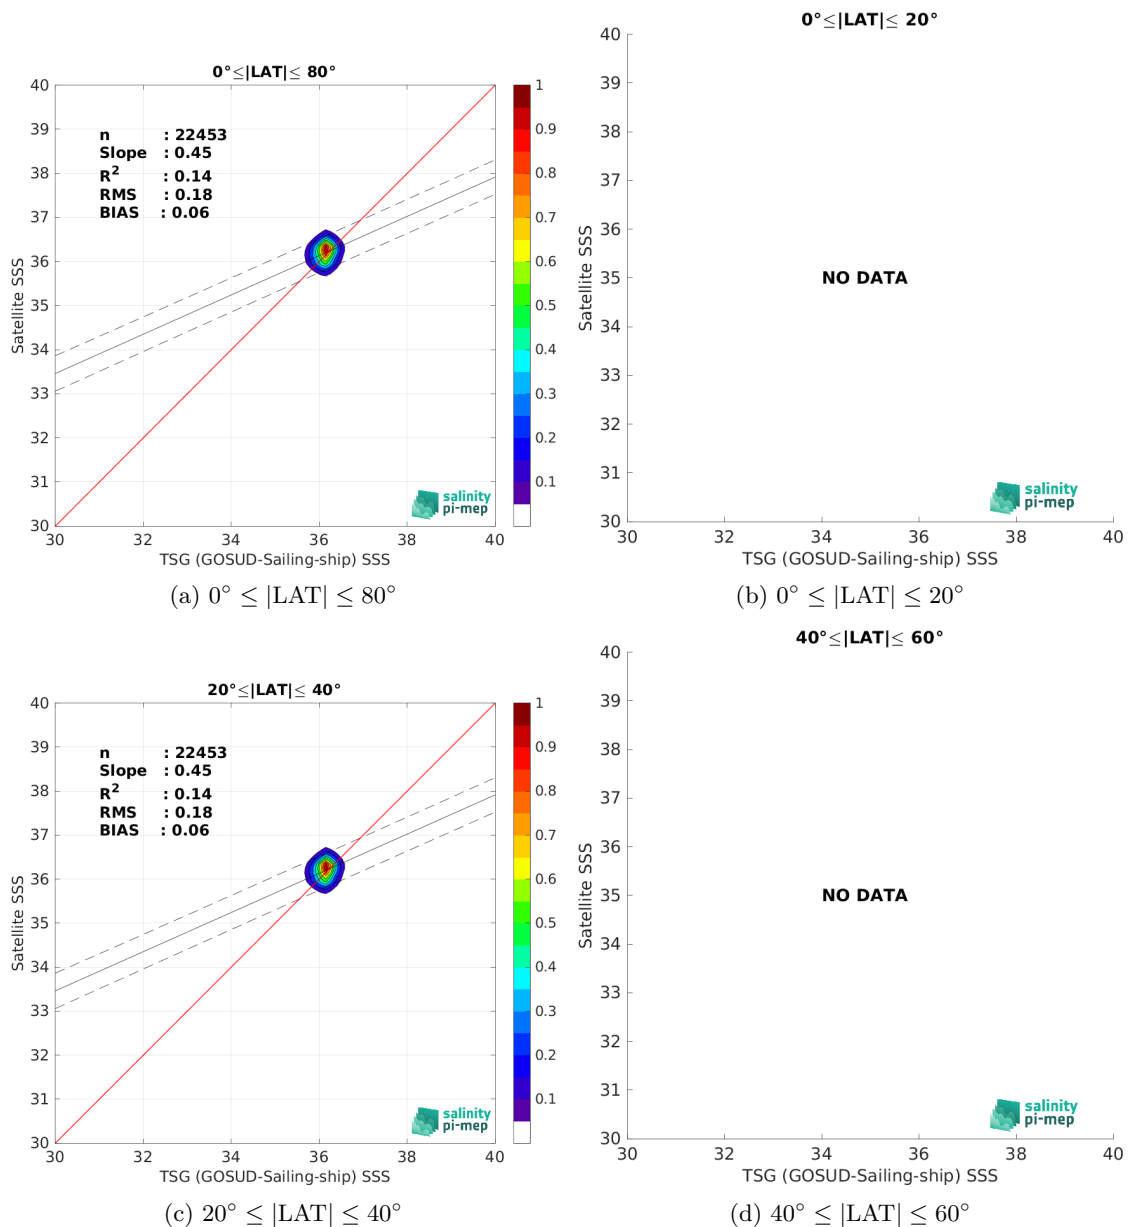 0°≤|LAT|≤ 80°
40
39
38
37
36
35
34
33
32
31
30
Satellite SSS
n : 22453
Slope : 0.45
R² : 0.14
RMS : 0.18
BIAS : 0.06
salinity
pi-mep
30 32 34 36 38 40
TSG (GOSUD-Sailing-ship) SSS
1
0.9
0.8
0.7
0.6
0.5
0.4
0.3
0.2
0.1
(a) 0° ≤ |LAT| ≤ 80°
0°≤|LAT|≤ 20°
40
39
38
37
36
35
34
33
32
31
30
Satellite SSS
NO DATA
salinity
pi-mep
30 32 34 36 38 40
TSG (GOSUD-Sailing-ship) SSS
(b) 0° ≤ |LAT| ≤ 20°
20°≤|LAT|≤ 40°
40
39
38
37
36
35
34
33
32
31
30
Satellite SSS
n : 22453
Slope : 0.45
R² : 0.14
RMS : 0.18
BIAS : 0.06
salinity
pi-mep
30 32 34 36 38 40
TSG (GOSUD-Sailing-ship) SSS
1
0.9
0.8
0.7
0.6
0.5
0.4
0.3
0.2
0.1
(c) 20° ≤ |LAT| ≤ 40°
40°≤|LAT|≤ 60°
40
39
38
37
36
35
34
33
32
31
30
Satellite SSS
NO DATA
salinity
pi-mep
30 32 34 36 38 40
TSG (GOSUD-Sailing-ship) SSS
(d) 40° ≤ |LAT| ≤ 60°